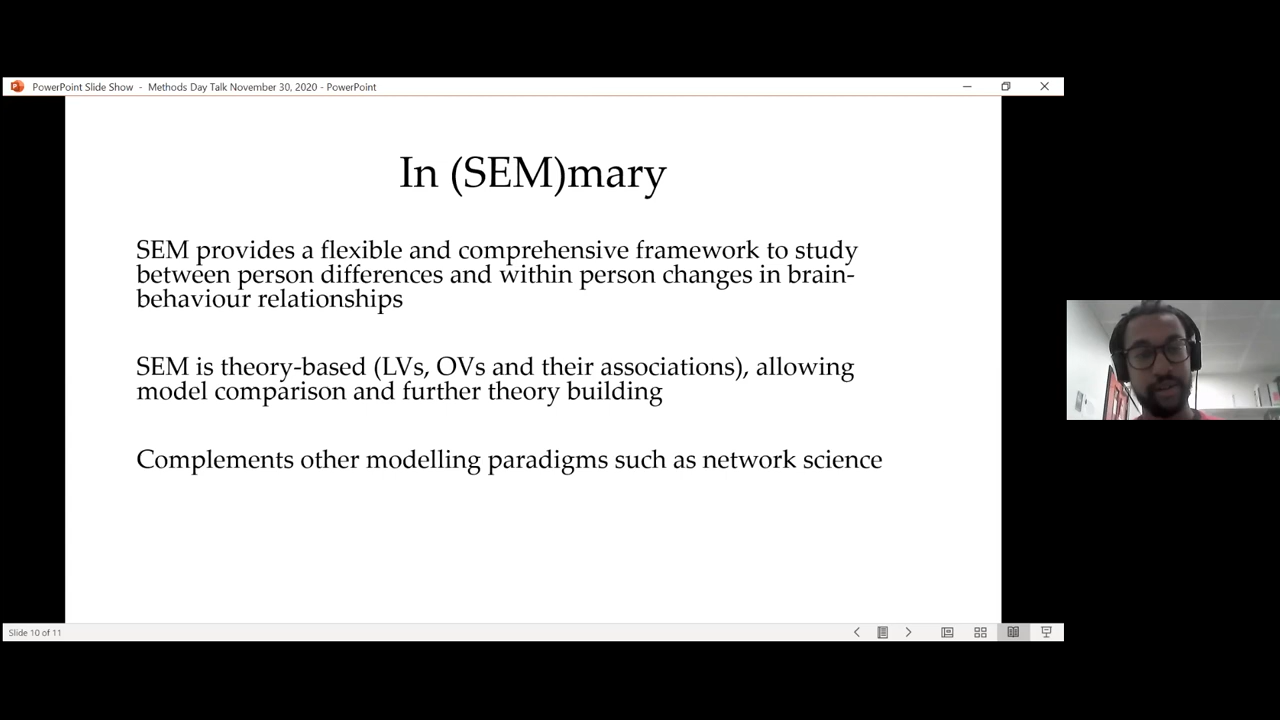 PowerPoint Slide Show - Methods Day Talk November 30, 2020 - PowerPoint
In (SEM)mary
SEM provides a flexible and comprehensive framework to study
between person differences and within person changes in brain-
behaviour relationships
SEM is theory-based (LVs, OVs and their associations), allowing
model comparison and further theory building
Complements other modelling paradigms such as network science
Slide 10 of 11